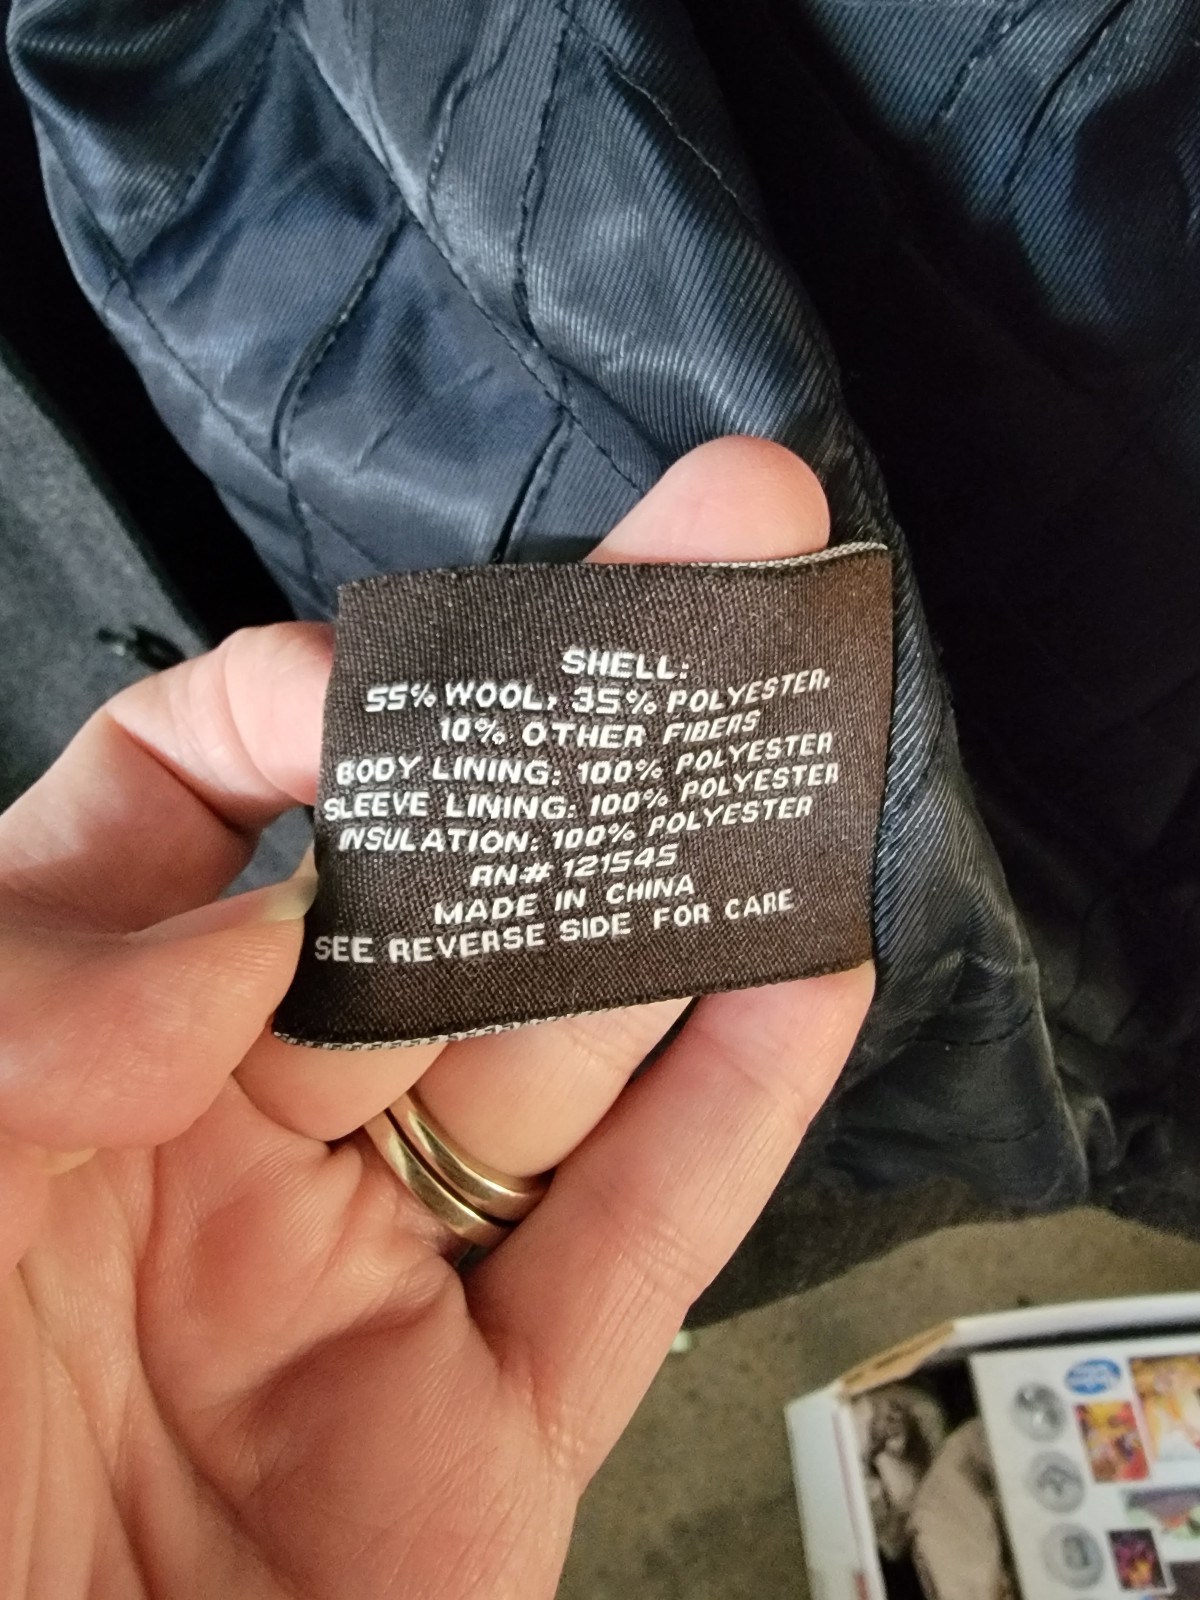 SHELL:
55% WOOL, 35% POLYESTER,
10% OTHER FIBERS
BODY LINING: 100% POLYESTER
SLEEVE LINING: 100% POLYESTER
INSULATION: 100% POLYESTER
RN# 121545
MADE IN CHINA
SEE REVERSE SIDE FOR CARE